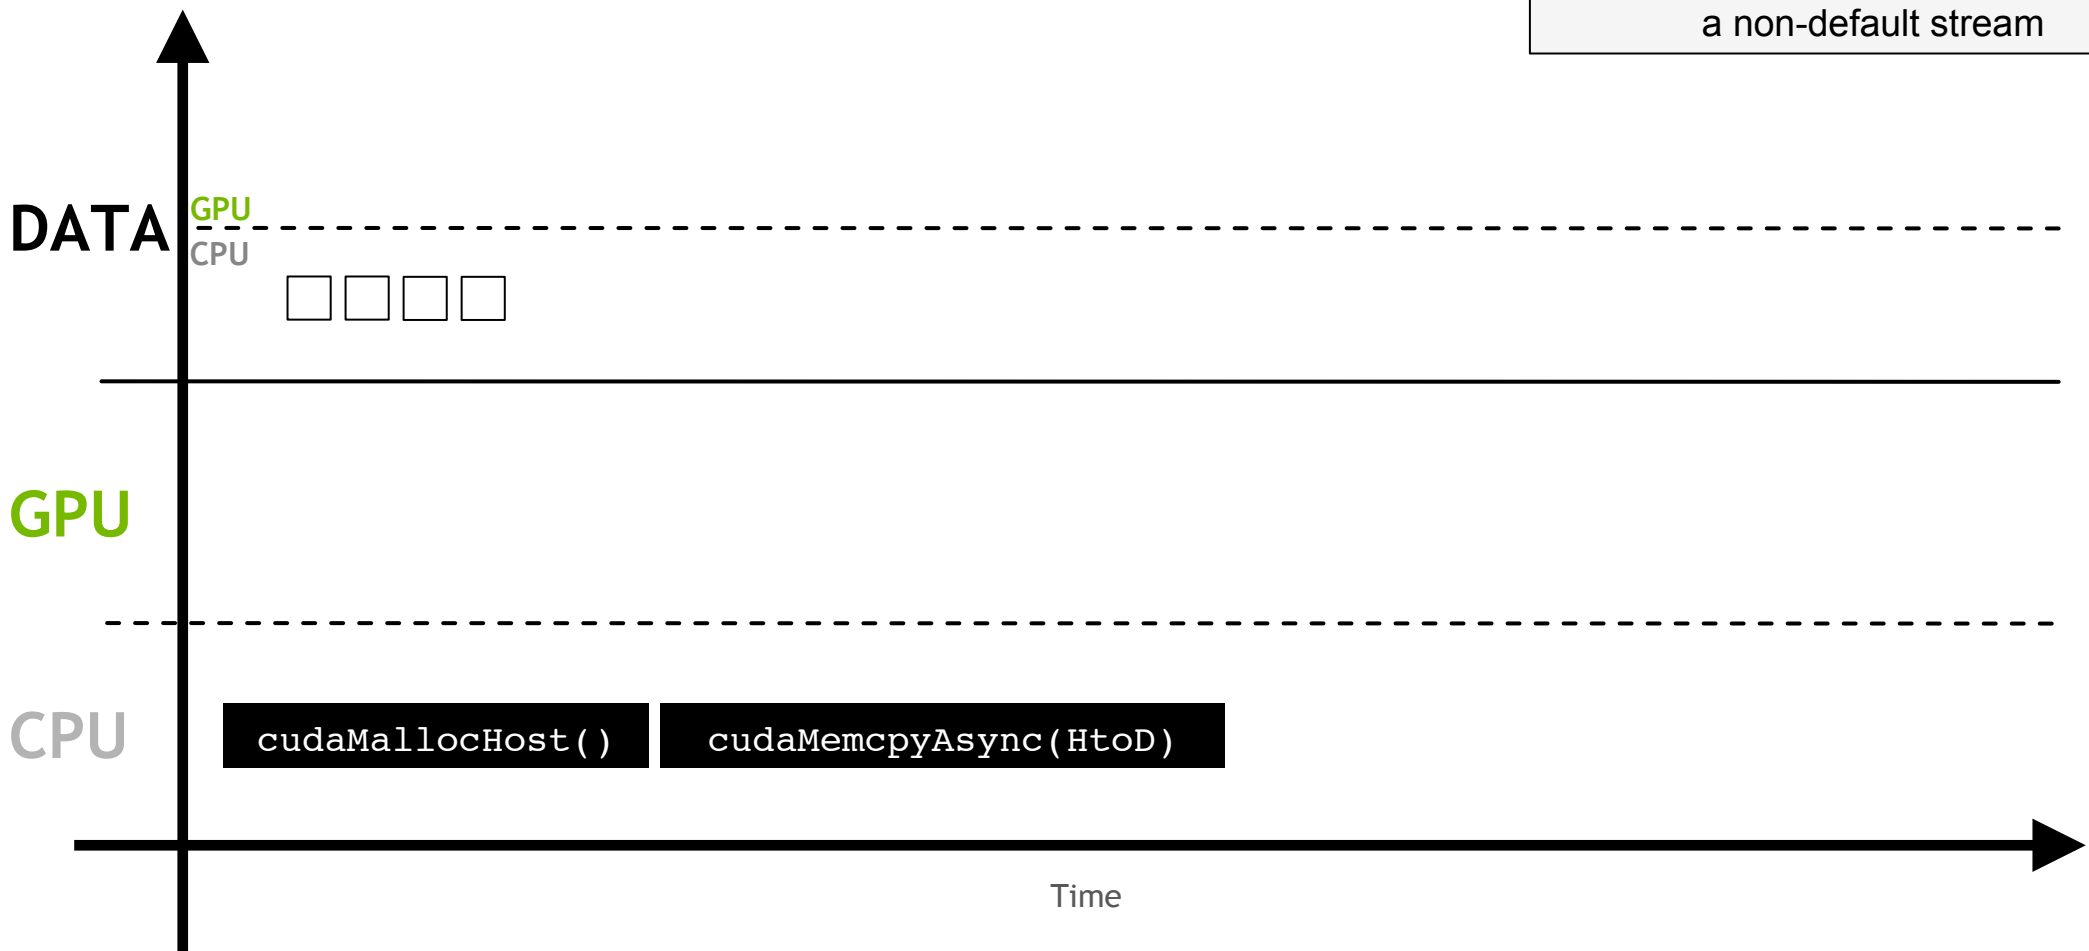 a non-default stream
DATA
GPU
CPU
GPU
CPU
cudaMallocHost() cudaMemcpyAsync(HtoD)
Time